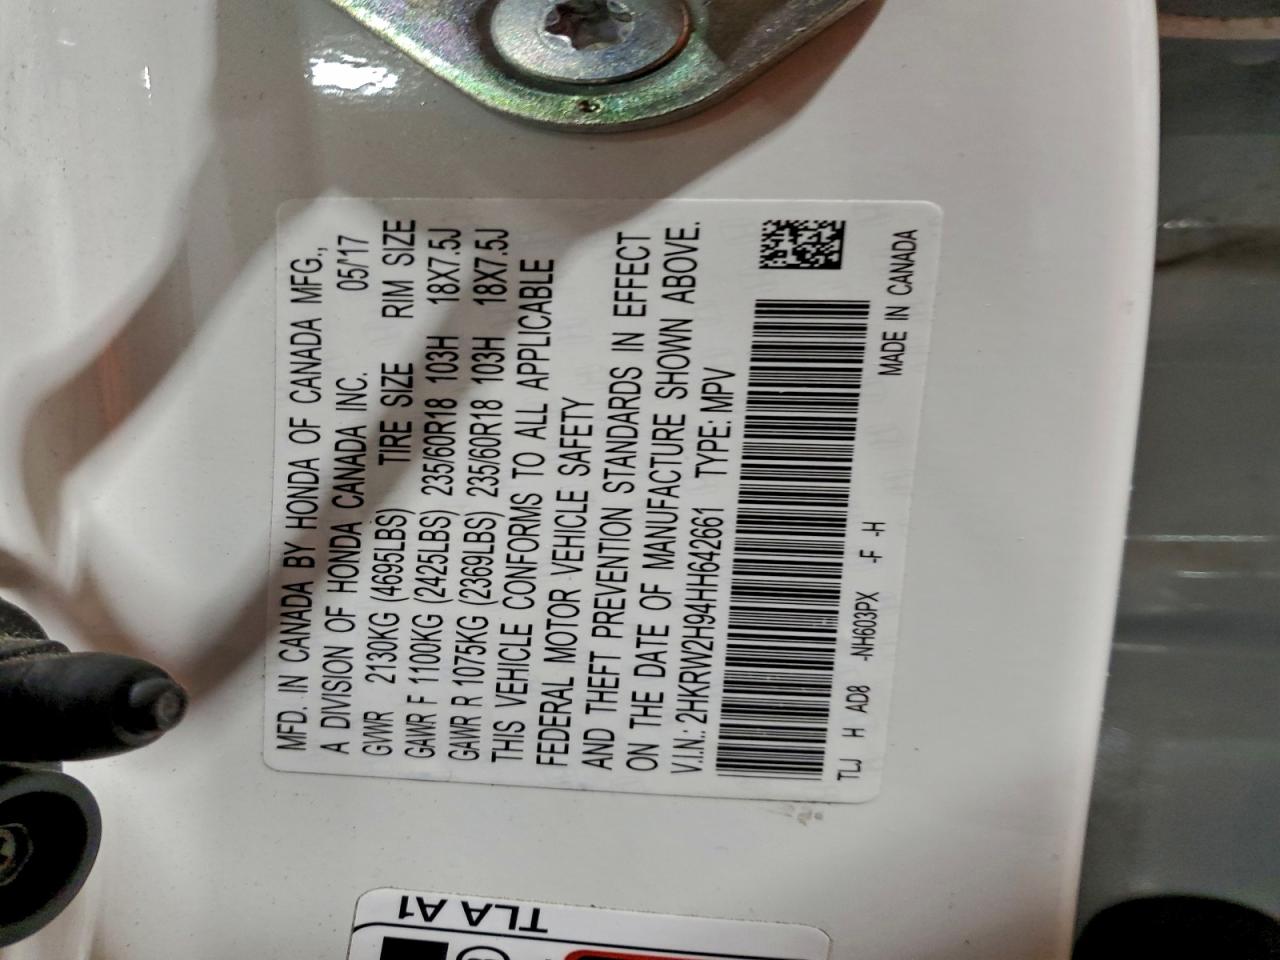 MFD. IN CANADA BY HONDA OF CANADA MFG.,
A DIVISION OF HONDA CANADA INC. 05/17
GVWR 2130KG (4695LBS) TIRE SIZE RIM SIZE
GAWR F 1100KG (2425LBS) 235/60R18 103H 18X7.5J
GAWR R 1075KG (2369LBS) 235/60R18 103H 18X7.5J
THIS VEHICLE CONFORMS TO ALL APPLICABLE
FEDERAL MOTOR VEHICLE SAFETY
AND THEFT PREVENTION STANDARDS IN EFFECT
ON THE DATE OF MANUFACTURE SHOWN ABOVE.
V.I.N.: 2HKRW2H94HH642661 TYPE: MPV
TLJ H AD8 -NH603PX -F -H
MADE IN CANADA
TLA A1